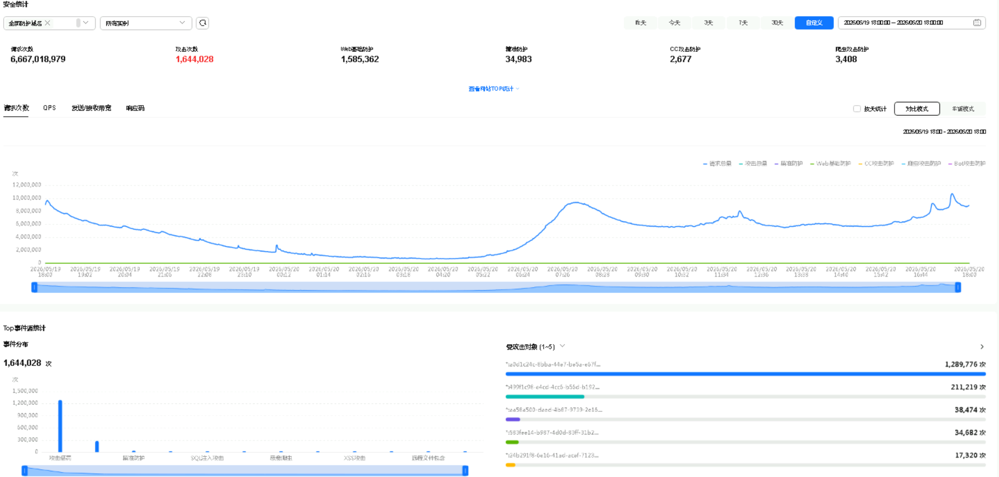 安全统计
全部防护域名 所有实例 昨天 今天 3天 7天 30天 自定义 2026/05/19 18:00:00 — 2026/05/20 18:00:00
请求次数 攻击次数 Web基础防护 精准防护 CC攻击防护 爬虫攻击防护
6,667,018,979 1,644,028 1,585,362 34,983 2,677 3,408
查看网站TOP统计
请求次数 QPS 发送/接收带宽 响应码 按天统计 对比模式 平铺模式
2026/05/19 18:00 - 2026/05/20 18:00
请求总量 攻击总量 精准防护 Web基础防护 CC攻击防护 爬虫攻击防护 Bot攻击防护
次
12,000,000
10,000,000
8,000,000
6,000,000
4,000,000
2,000,000
0
2026/05/19 2026/05/19 2026/05/19 2026/05/19 2026/05/19 2026/05/19 2026/05/20 2026/05/20 2026/05/20 2026/05/20 2026/05/20 2026/05/20 2026/05/20 2026/05/20 2026/05/20 2026/05/20 2026/05/20 2026/05/20 2026/05/20 2026/05/20 2026/05/20 2026/05/20 2026/05/20 2026/05/20
18:00 19:02 20:04 21:06 22:08 23:10 00:12 01:14 02:16 03:18 04:20 05:22 06:24 07:26 08:28 09:30 10:32 11:34 12:36 13:38 14:40 15:42 16:44 18:00
Top事件源统计
事件分布
1,644,028 次
次
1,500,000
1,200,000
900,000
600,000
300,000
0
攻击惩罚 精准防护 SQL注入攻击 恶意爬虫 XSS攻击 远程文件包含
受攻击对象 (1~5)
*:a0d1c24c-8bba-44e7-be5a-e67f... 1,289,776 次
*:499f1c98-e4cd-4cc6-b56d-b192... 211,219 次
*:aa58a500-daed-4b87-9739-2e16... 38,474 次
*:583fee14-b987-4d0d-83ff-31b2... 34,682 次
*:24b291f8-6e16-41ad-acef-7123... 17,320 次